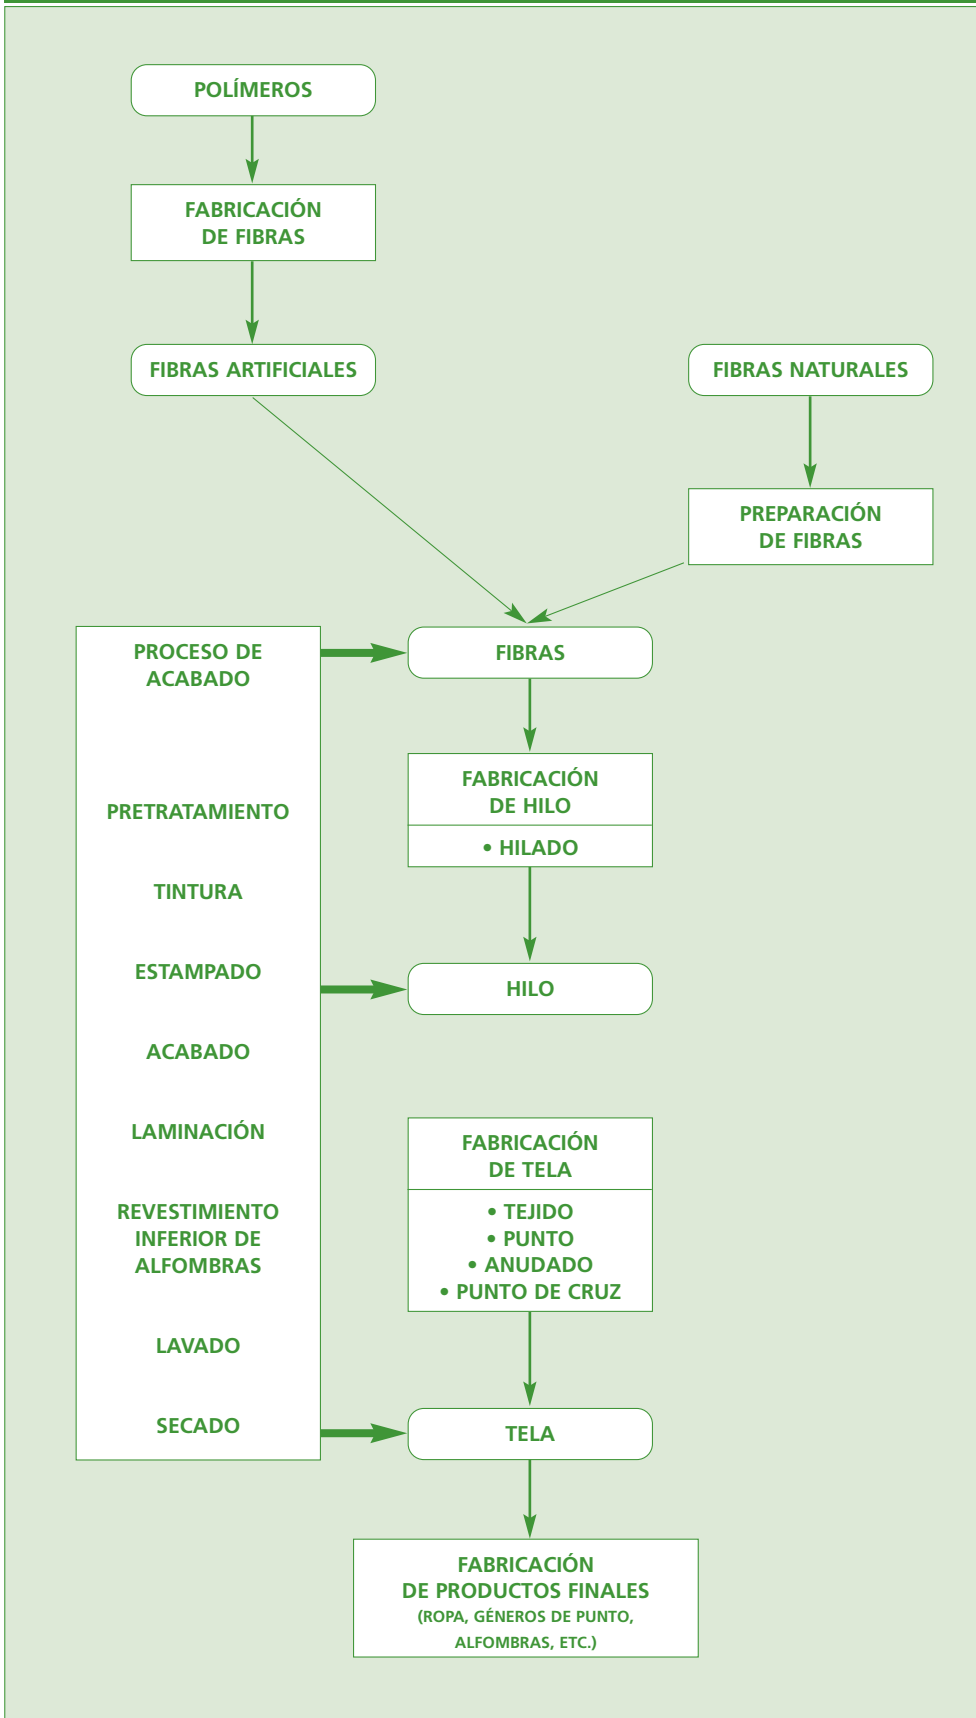 POLÍMEROS
FABRICACIÓN
DE FIBRAS
FIBRAS ARTIFICIALES
FIBRAS NATURALES
PREPARACIÓN
DE FIBRAS
PROCESO DE
ACABADO
PRETRATAMIENTO
TINTURA
ESTAMPADO
ACABADO
LAMINACIÓN
REVESTIMIENTO
INFERIOR DE
ALFOMBRAS
LAVADO
SECADO
FIBRAS
FABRICACIÓN
DE HILO
• HILADO
HILO
FABRICACIÓN
DE TELA
• TEJIDO
• PUNTO
• ANUDADO
• PUNTO DE CRUZ
TELA
FABRICACIÓN
DE PRODUCTOS FINALES
(ROPA, GÉNEROS DE PUNTO,
ALFOMBRAS, ETC.)